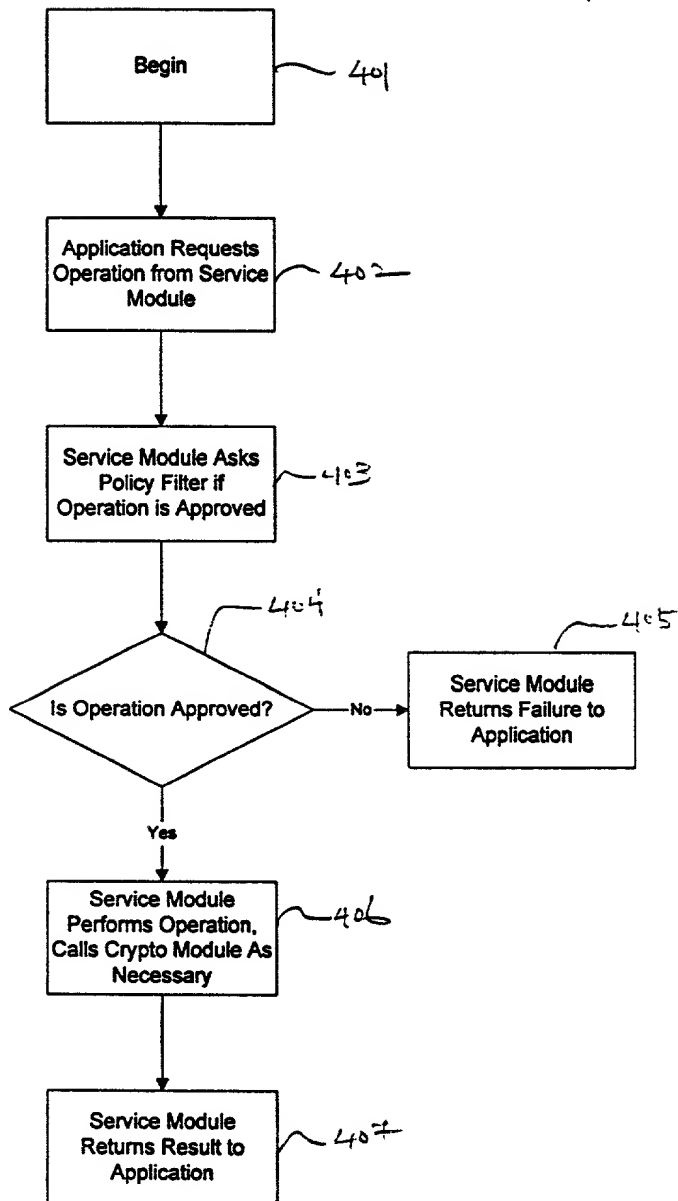 Begin
401
Application Requests
Operation from Service
Module
402
Service Module Asks
Policy Filter if
Operation is Approved
403
404
Is Operation Approved?
No
405
Service Module
Returns Failure to
Application
Yes
Service Module
Performs Operation,
Calls Crypto Module As
Necessary
406
Service Module
Returns Result to
Application
407